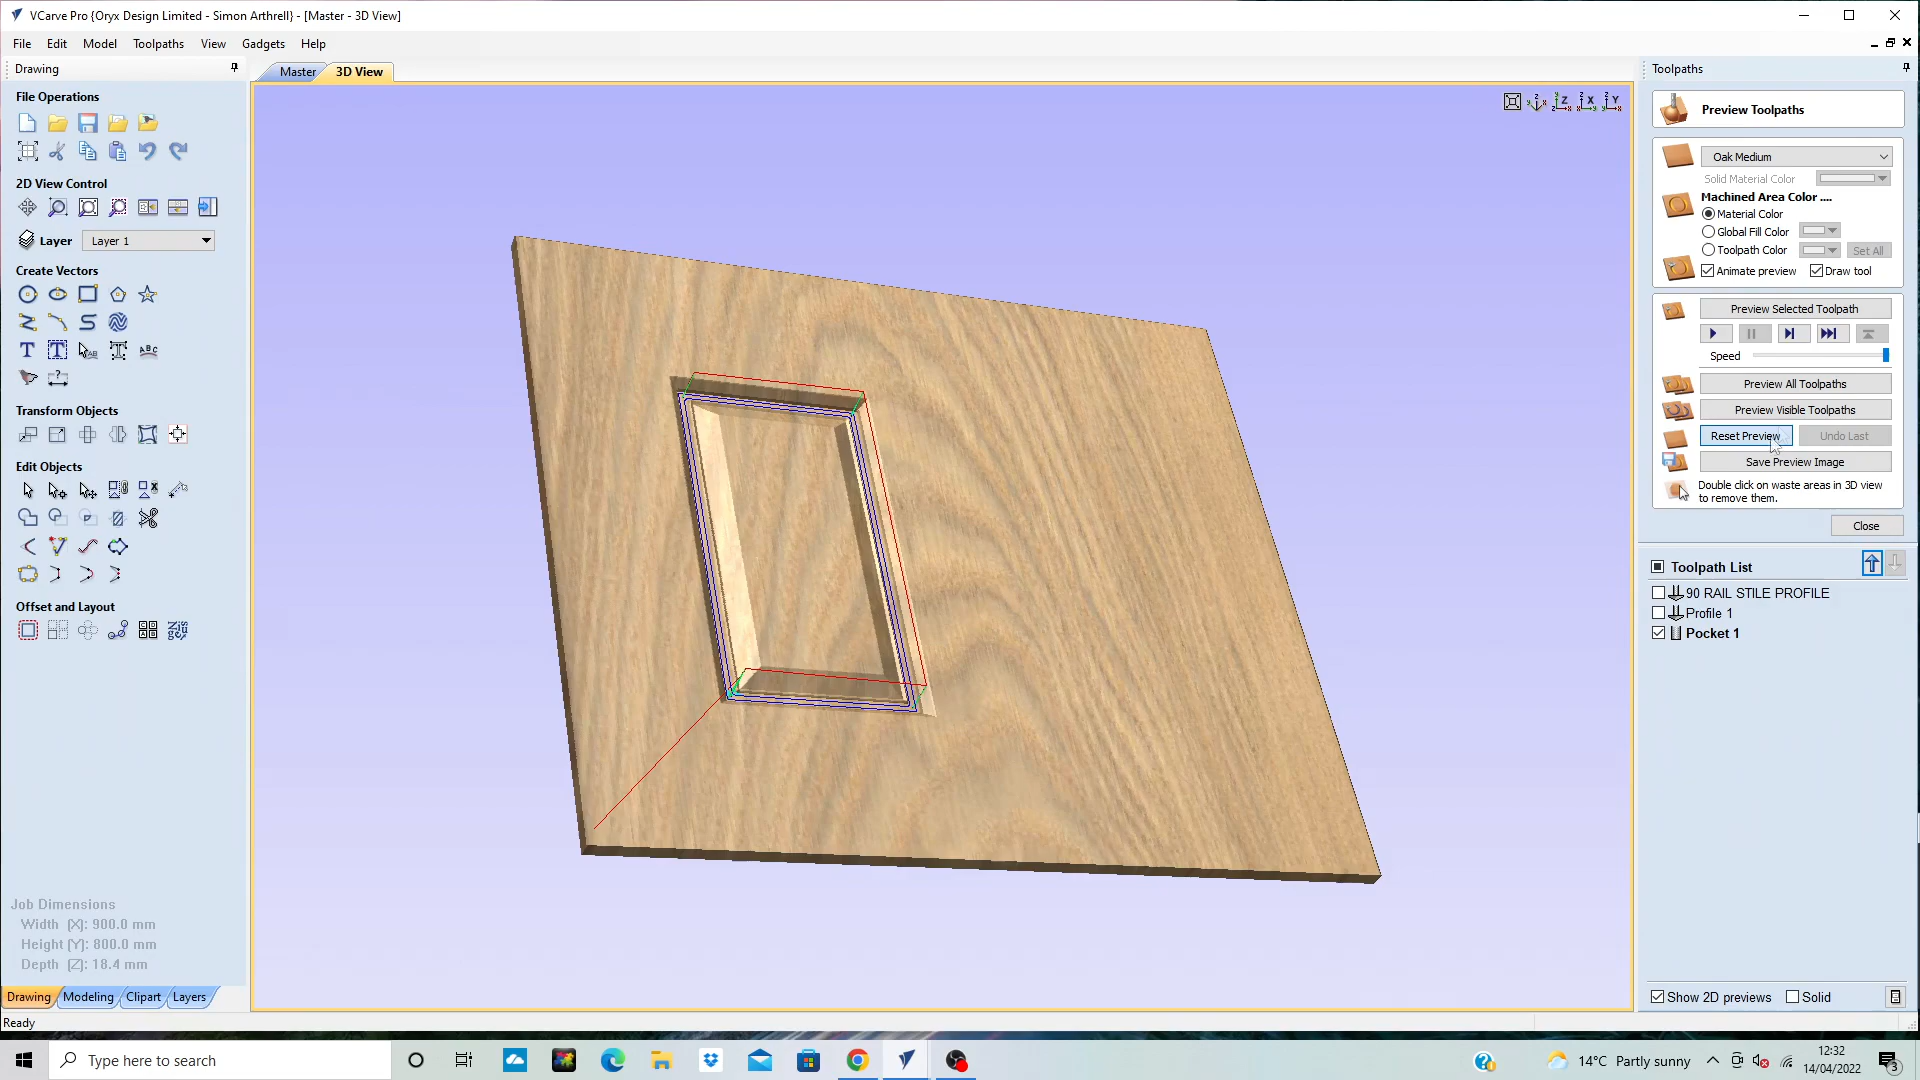 VCarve Pro {Oryx Design Limited - Simon Arthrell} - [Master - 3D View]
File Edit Model Toolpaths View Gadgets Help
Drawing
File Operations
2D View Control
Layer Layer 1
Create Vectors
Transform Objects
Edit Objects
Offset and Layout
Job Dimensions
Width (X): 900.0 mm
Height (Y): 800.0 mm
Depth (Z): 18.4 mm
Drawing Modeling Clipart Layers
Ready
Master 3D View
Toolpaths
Preview Toolpaths
Oak Medium
Solid Material Color
Machined Area Color ....
Material Color
Global Fill Color
Toolpath Color Set All
Animate preview Draw tool
Preview Selected Toolpath
Speed
Preview All Toolpaths
Preview Visible Toolpaths
Reset Preview Undo Last
Save Preview Image
Double click on waste areas in 3D view
to remove them.
Close
Toolpath List
90 RAIL STILE PROFILE
Profile 1
Pocket 1
Show 2D previews Solid
Type here to search
14°C Partly sunny
12:32
14/04/2022
3